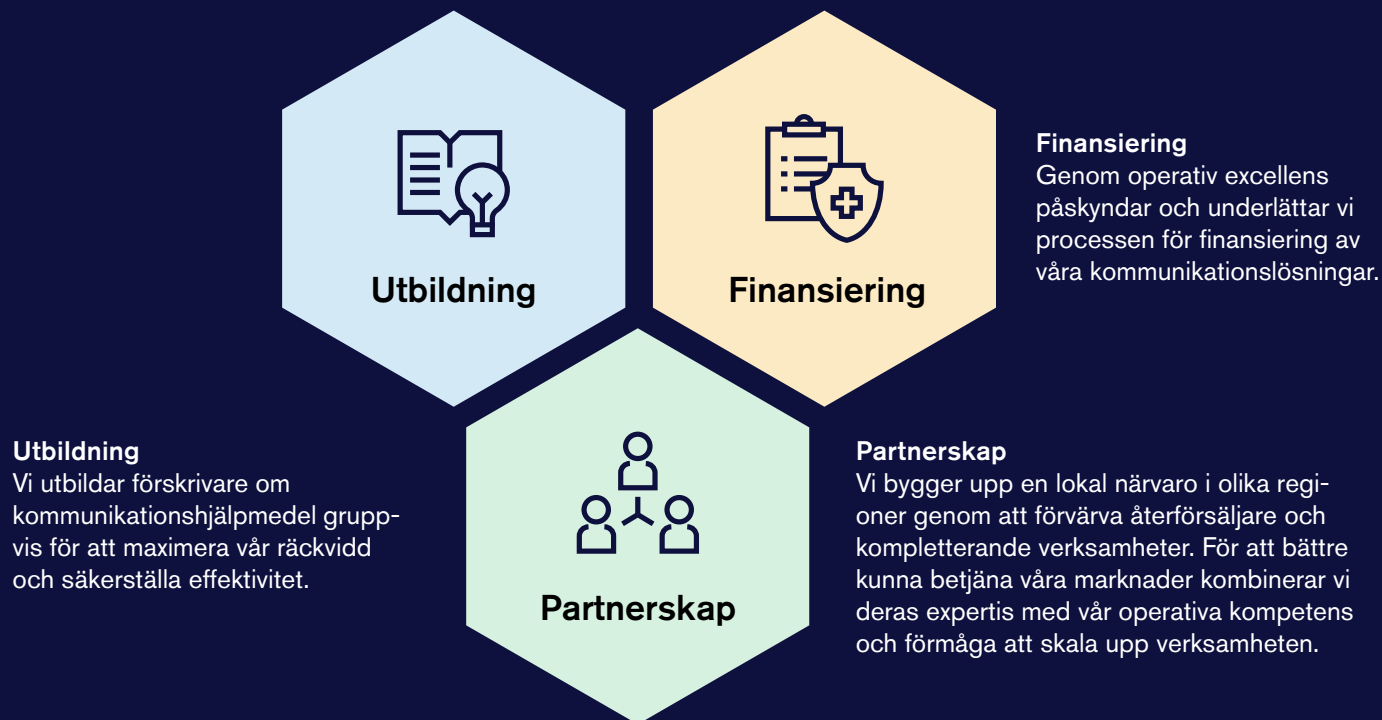 Utbildning
Finansiering
Partnerskap
Finansiering
Genom operativ excellens
påskyndar och underlättar vi
processen för finansiering av
våra kommunikationslösningar.
Utbildning
Vi utbildar förskrivare om
kommunikationshjälpmedel grupp-
vis för att maximera vår räckvidd
och säkerställa effektivitet.
Partnerskap
Vi bygger upp en lokal närvaro i olika regi-
oner genom att förvärva återförsäljare och
kompletterande verksamheter. För att bättre
kunna betjäna våra marknader kombinerar vi
deras expertis med vår operativa kompetens
och förmåga att skala upp verksamheten.